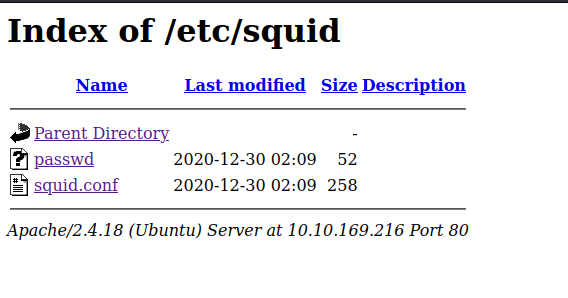 Index of /etc/squid
Name Last modified Size Description
Parent Directory -
passwd 2020-12-30 02:09 52
squid.conf 2020-12-30 02:09 258
Apache/2.4.18 (Ubuntu) Server at 10.10.169.216 Port 80